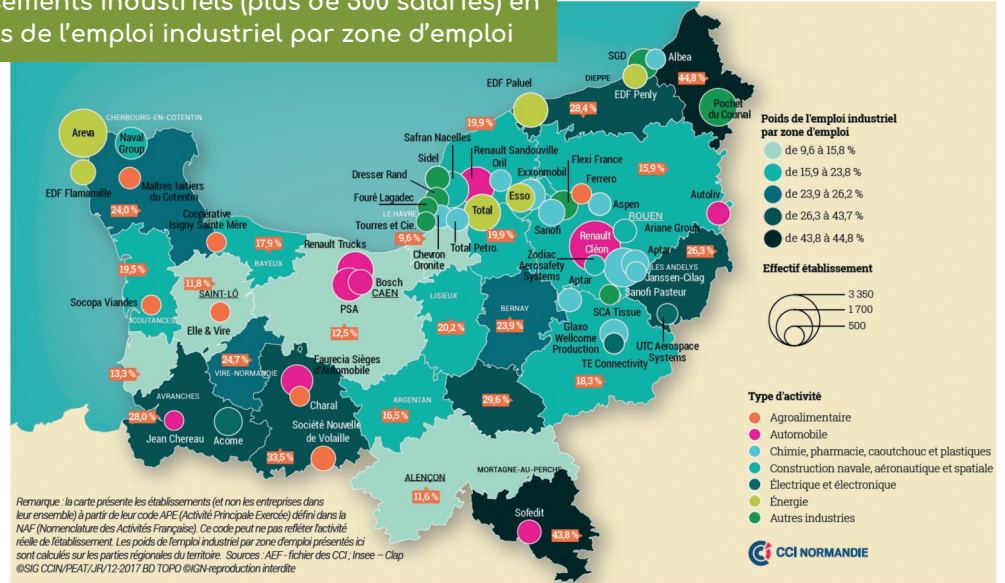 sements industriels (plus de 500 salariés) en
s de l'emploi industriel par zone d'emploi
SGD
Albea
DIEPPE
44,8 %
EDF Paluel
EDF Penly
28,4 %
Pochet
du Courval
Areva
CHERBOURG-EN-COTENTIN
Naval
Group
19,9 %
Safran Nacelles
EDF Flamanville
Maîtres laitiers
du Cotentin
24,0 %
Sidel
Renault Sandouville
Oril
Flexi France
15,9 %
Dresser Rand
Exxonmobil
Ferrero
Fouré Lagadec
Esso
Aspen
Autoliv
LE HAVRE
Total
ROUEN
Tourres et Cie.
Sanofi
Ariane Group
Coopérative
Isigny Sainte Mère
17,9 %
BAYEUX
9,6 %
19,9 %
Chevron
Oronite
Total Petro.
Renault
Cléon
Aptar
26,3 %
Zodiac
Aerosafety
Systems
LES ANDELYS
Janssen-Cilag
Renault Trucks
Bosch
CAEN
PSA
12,5 %
19,5 %
11,8 %
SAINT-LÔ
Socopa Viandes
COUTANCES
Elle & Vire
LISIEUX
20,2 %
BERNAY
23,9 %
Aptar
Sanofi Pasteur
SCA Tissue
Glaxo
Wellcome
Production
UTC Aerospace
Systems
TE Connectivity
18,3 %
13,3 %
24,7 %
VIRE-NORMANDIE
Faurecia Sièges
d'Automobile
Charal
AVRANCHES
28,0 %
Jean Chereau
Acome
33,5 %
Société Nouvelle
de Volaille
ARGENTAN
16,5 %
29,6 %
ALENÇON
11,6 %
MORTAGNE-AU-PERCHE
Sofedit
43,8 %
Poids de l'emploi industriel
par zone d'emploi
de 9,6 à 15,8 %
de 15,9 à 23,8 %
de 23,9 à 26,2 %
de 26,3 à 43,7 %
de 43,8 à 44,8 %
Effectif établissement
3 350
1 700
500
Type d'activité
Agroalimentaire
Automobile
Chimie, pharmacie, caoutchouc et plastiques
Construction navale, aéronautique et spatiale
Électrique et électronique
Énergie
Autres industries
CCI NORMANDIE
Remarque : la carte présente les établissements (et non les entreprises dans
leur ensemble) à partir de leur code APE (Activité Principale Exercée) défini dans la
NAF (Nomenclature des Activités Française). Ce code peut ne pas refléter l'activité
réelle de l'établissement. Les poids de l'emploi industriel par zone d'emploi présentés ici
sont calculés sur les parties régionales du territoire. Sources : AEF - fichier des CCI ; Insee – Clap
©SIG CCIN/PEAT/JR/12-2017 BD TOPO ©IGN-reproduction interdite